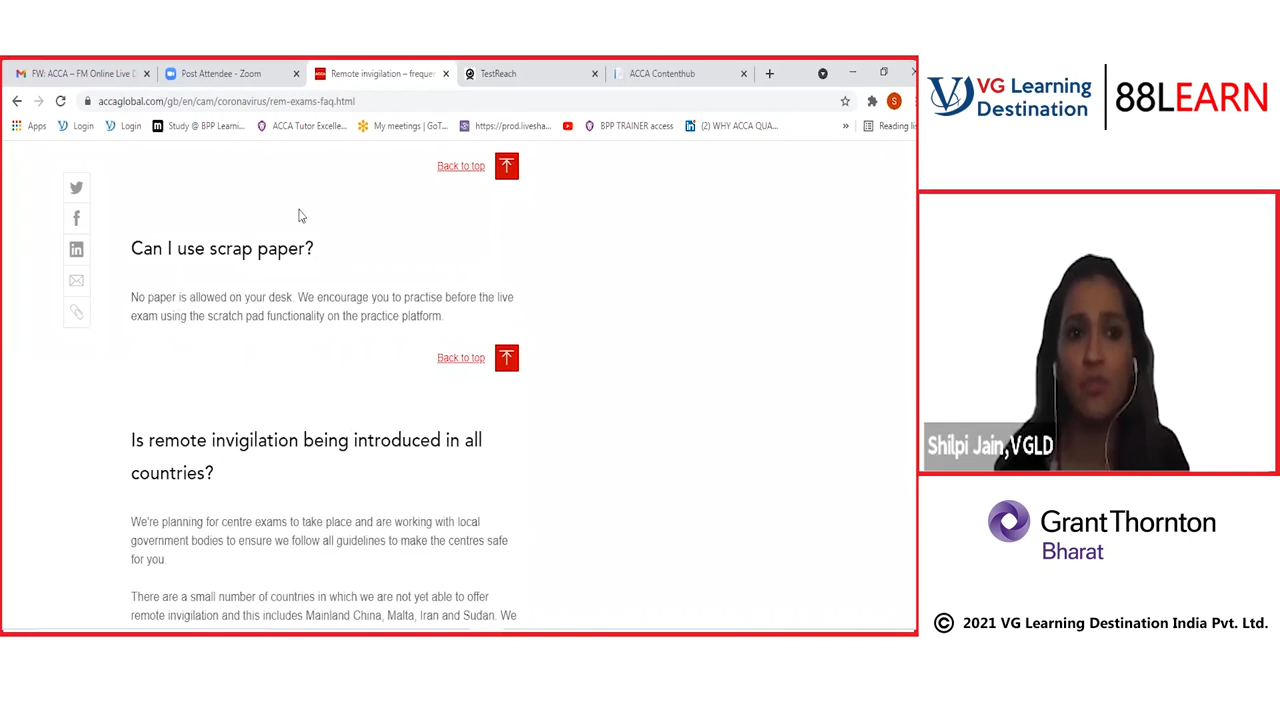 FW: ACCA – FM Online Live D
Post Attendee - Zoom
Remote invigilation – freque
TestReach
ACCA Contenthub
accaglobal.com/gb/en/cam/coronavirus/rem-exams-faq.html
S
Apps
Login
Login
Study @ BPP Learni...
ACCA Tutor Excelle...
My meetings | GoT...
https://prod.livesha...
BPP TRAINER access
(2) WHY ACCA QUA...
»
Reading lis
Back to top
Can I use scrap paper?
No paper is allowed on your desk. We encourage you to practise before the live
exam using the scratch pad functionality on the practice platform.
Back to top
Is remote invigilation being introduced in all
countries?
We're planning for centre exams to take place and are working with local
government bodies to ensure we follow all guidelines to make the centres safe
for you.
There are a small number of countries in which we are not yet able to offer
remote invigilation and this includes Mainland China, Malta, Iran and Sudan. We
VG Learning
Destination
88LEARN
Shilpi Jain,VGLD
Grant Thornton
Bharat
© 2021 VG Learning Destination India Pvt. Ltd.